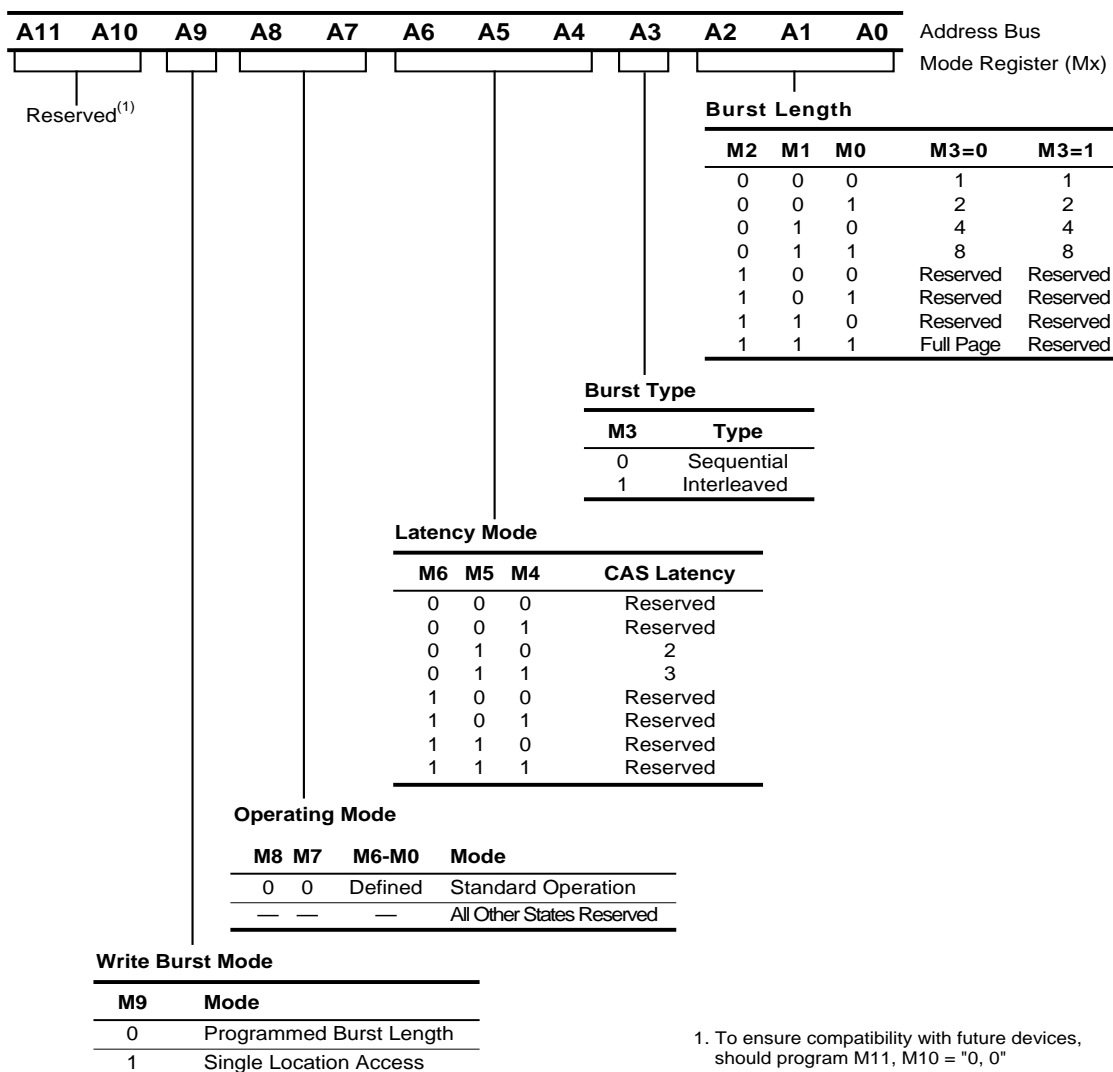 A11 A10 A9 A8 A7 A6 A5 A4 A3 A2 A1 A0 Address Bus
Mode Register (Mx)
Reserved(1)
Burst Length
M2 M1 M0 M3=0 M3=1
0 0 0 1 1
0 0 1 2 2
0 1 0 4 4
0 1 1 8 8
1 0 0 Reserved Reserved
1 0 1 Reserved Reserved
1 1 0 Reserved Reserved
1 1 1 Full Page Reserved
Burst Type
M3 Type
0 Sequential
1 Interleaved
Latency Mode
M6 M5 M4 CAS Latency
0 0 0 Reserved
0 0 1 Reserved
0 1 0 2
0 1 1 3
1 0 0 Reserved
1 0 1 Reserved
1 1 0 Reserved
1 1 1 Reserved
Operating Mode
M8 M7 M6-M0 Mode
0 0 Defined Standard Operation
— — — All Other States Reserved
Write Burst Mode
M9 Mode
0 Programmed Burst Length
1 Single Location Access
1. To ensure compatibility with future devices,
should program M11, M10 = "0, 0"